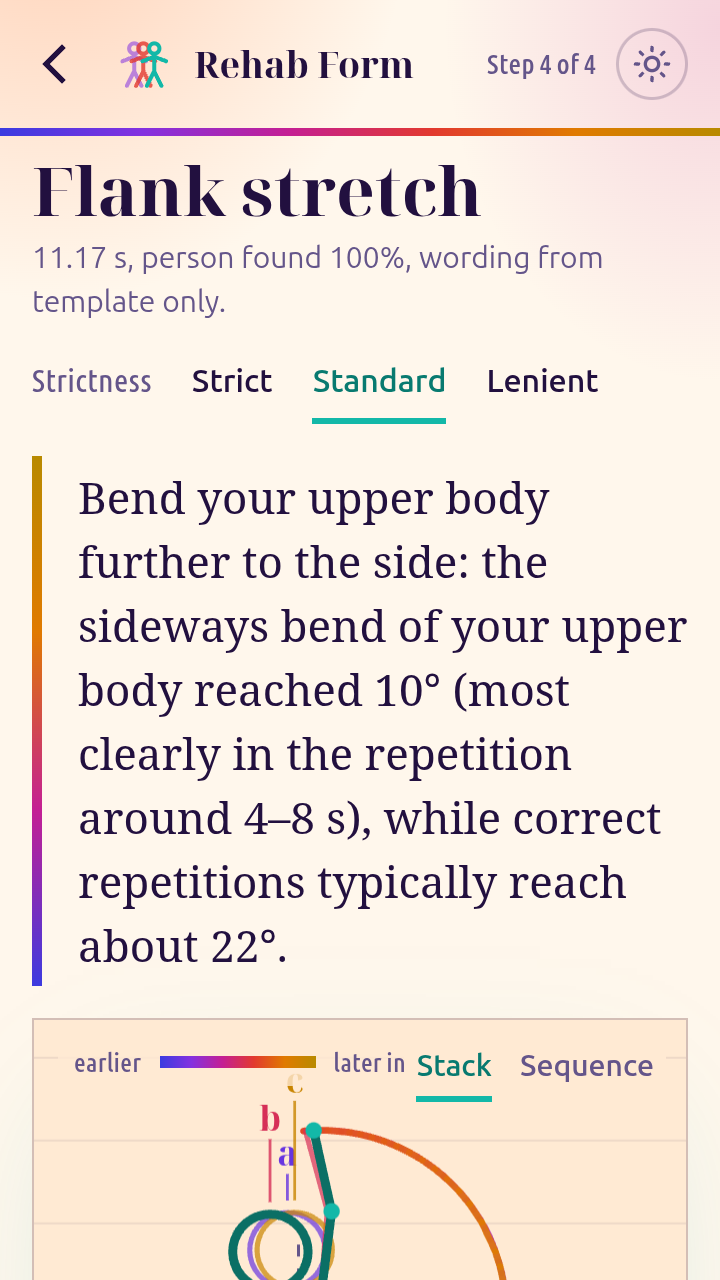 Rehab Form
Step 4 of 4
Flank stretch
11.17 s, person found 100%, wording from
template only.
Strictness Strict Standard Lenient
Bend your upper body
further to the side: the
sideways bend of your upper
body reached 10° (most
clearly in the repetition
around 4–8 s), while correct
repetitions typically reach
about 22°.
earlier later in Stack Sequence
c
b
a